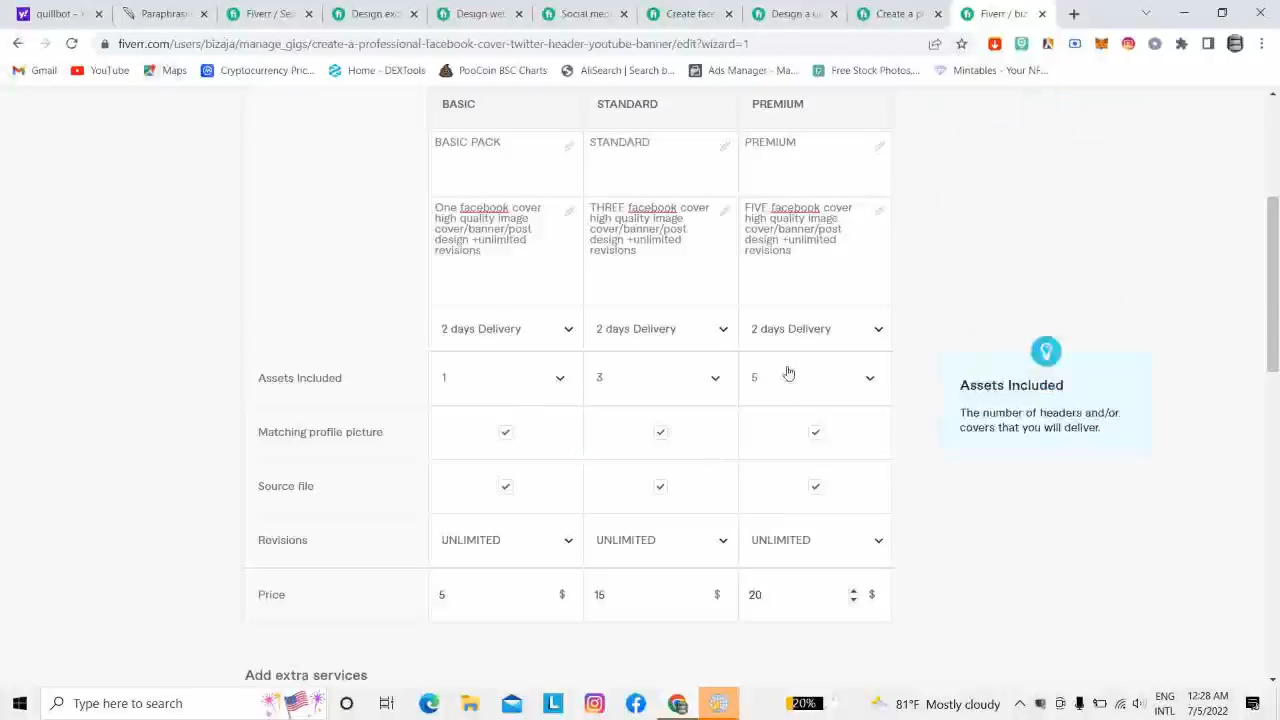 quillbot -
Paraphras
Fiverr
Design exc
Design wel
Social mec
Create face
Design a u
Create a p
Fiverr / biz
fiverr.com/users/bizaja/manage_gigs/create-a-professional-facebook-cover-twitter-header-youtube-banner/edit?wizard=1
Gmail
YouTube
Maps
Cryptocurrency Pric...
Home - DEXTools
PooCoin BSC Charts
AliSearch | Search b...
Ads Manager - Ma...
Free Stock Photos,...
Mintables - Your NF...
BASIC STANDARD PREMIUM
BASIC PACK STANDARD PREMIUM
One facebook cover
high quality image
cover/banner/post
design +unlimited
revisions
THREE facebook cover
high quality image
cover/banner/post
design +unlimited
revisions
FIVE facebook cover
high quality image
cover/banner/post
design +unlimited
revisions
2 days Delivery 2 days Delivery 2 days Delivery
Assets Included 1 3 5
Assets Included
The number of headers and/or
covers that you will deliver.
Matching profile picture
Source file
Revisions UNLIMITED UNLIMITED UNLIMITED
Price 5 $ 15 $ 20 $
Add extra services
Type here to search
20%
81°F Mostly cloudy
ENG
INTL
12:28 AM
7/5/2022